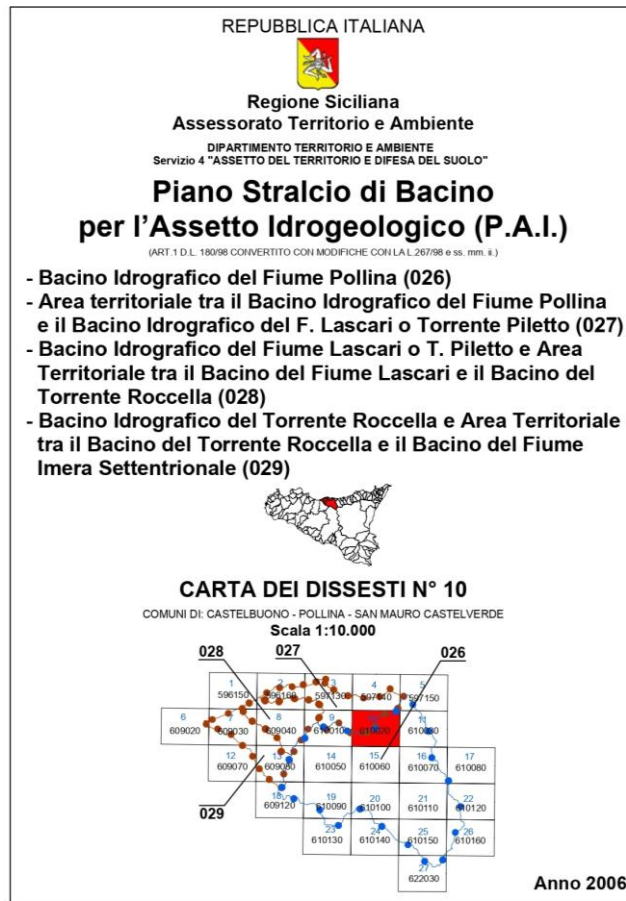 REPUBBLICA ITALIANA
Regione Siciliana
Assessorato Territorio e Ambiente
DIPARTIMENTO TERRITORIO E AMBIENTE
Servizio 4 "ASSETTO DEL TERRITORIO E DIFESA DEL SUOLO"
Piano Stralcio di Bacino
per l'Assetto Idrogeologico (P.A.I.)
(ART.1 D.L. 180/98 CONVERTITO CON MODIFICHE CON LA L.267/98 e ss. mm. ii.)
- Bacino Idrografico del Fiume Pollina (026)
- Area territoriale tra il Bacino Idrografico del Fiume Pollina
e il Bacino Idrografico del F. Lascari o Torrente Piletto (027)
- Bacino Idrografico del Fiume Lascari o T. Piletto e Area
Territoriale tra il Bacino del Fiume Lascari e il Bacino del
Torrente Roccella (028)
- Bacino Idrografico del Torrente Roccella e Area Territoriale
tra il Bacino del Torrente Roccella e il Bacino del Fiume
Imera Settentrionale (029)
CARTA DEI DISSESTI N° 10
COMUNI DI: CASTELBUONO - POLLINA - SAN MAURO CASTELVERDE
Scala 1:10.000
028 027 026
1 2 3 4 5
596150 596160 597130 597140 597150
6 7 8 9 10 11
609020 609030 609040 610010 610020 610030
12 13 14 15 16 17
609070 609080 610050 610060 610070 610080
029
18 19 20 21 22
609120 610090 610100 610110 610120
23 24 25 26
610130 610140 610150 610160
27
622030
Anno 2006